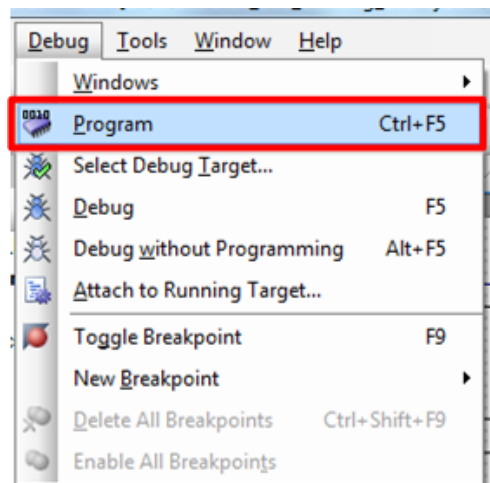 Debug Tools Window Help
Windows
0010
Program Ctrl+F5
Select Debug Target...
Debug F5
Debug without Programming Alt+F5
Attach to Running Target...
Toggle Breakpoint F9
New Breakpoint
Delete All Breakpoints Ctrl+Shift+F9
Enable All Breakpoints